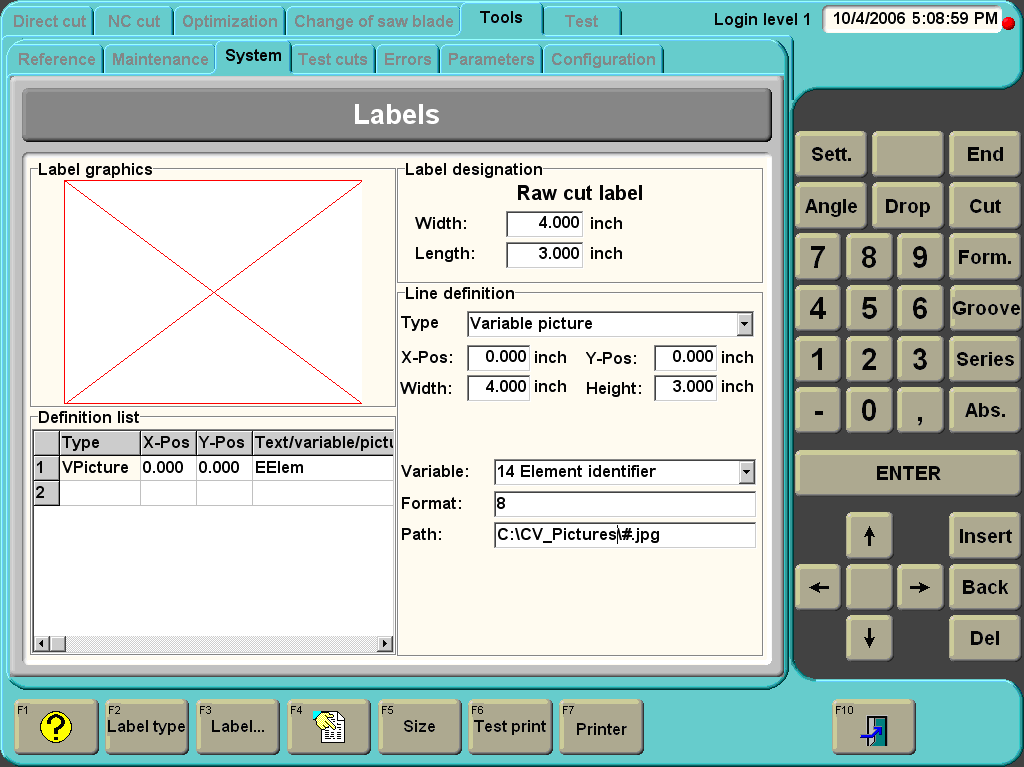 Direct cut NC cut Optimization Change of saw blade Tools Test Login level 1 10/4/2006 5:08:59 PM
Reference Maintenance System Test cuts Errors Parameters Configuration
Labels
Label graphics
Label designation
Raw cut label
Width: 4.000 inch
Length: 3.000 inch
Line definition
Type Variable picture
X-Pos: 0.000 inch Y-Pos: 0.000 inch
Width: 4.000 inch Height: 3.000 inch
Variable: 14 Element identifier
Format: 8
Path: C:\CV_Pictures\#.jpg
Definition list
Type X-Pos Y-Pos Text/variable/pictu
1 VPicture 0.000 0.000 EElem
2
Sett. End
Angle Drop Cut
7 8 9 Form.
4 5 6 Groove
1 2 3 Series
- 0 , Abs.
ENTER
↑ Insert
← → Back
↓ Del
F1 ?
F2 Label type
F3 Label...
F4
F5 Size
F6 Test print
F7 Printer
F10